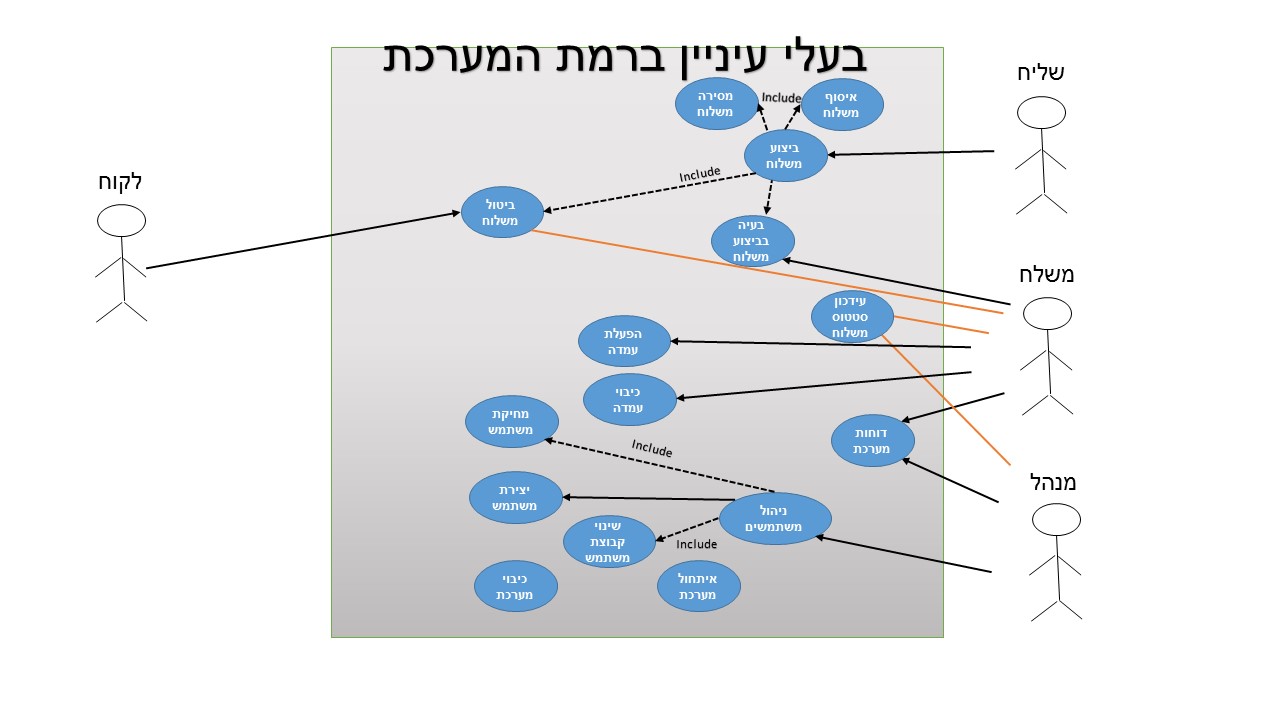 בעלי עיניין ברמת המערכת
שליח
מסירה
משלוח
Include
איסוף
משלוח
ביצוע
משלוח
Include
לקוח
ביטול
משלוח
בעיה
בביצוע
משלוח
משלח
עידכון
סטטוס
משלוח
הפעלת
עמדה
כיבוי
עמדה
מחיקת
משתמש
Include
דוחות
מערכת
מנהל
יצירת
משתמש
ניהול
משתמשים
שינוי
קבוצת
משתמש
Include
כיבוי
מערכת
איתחול
מערכת